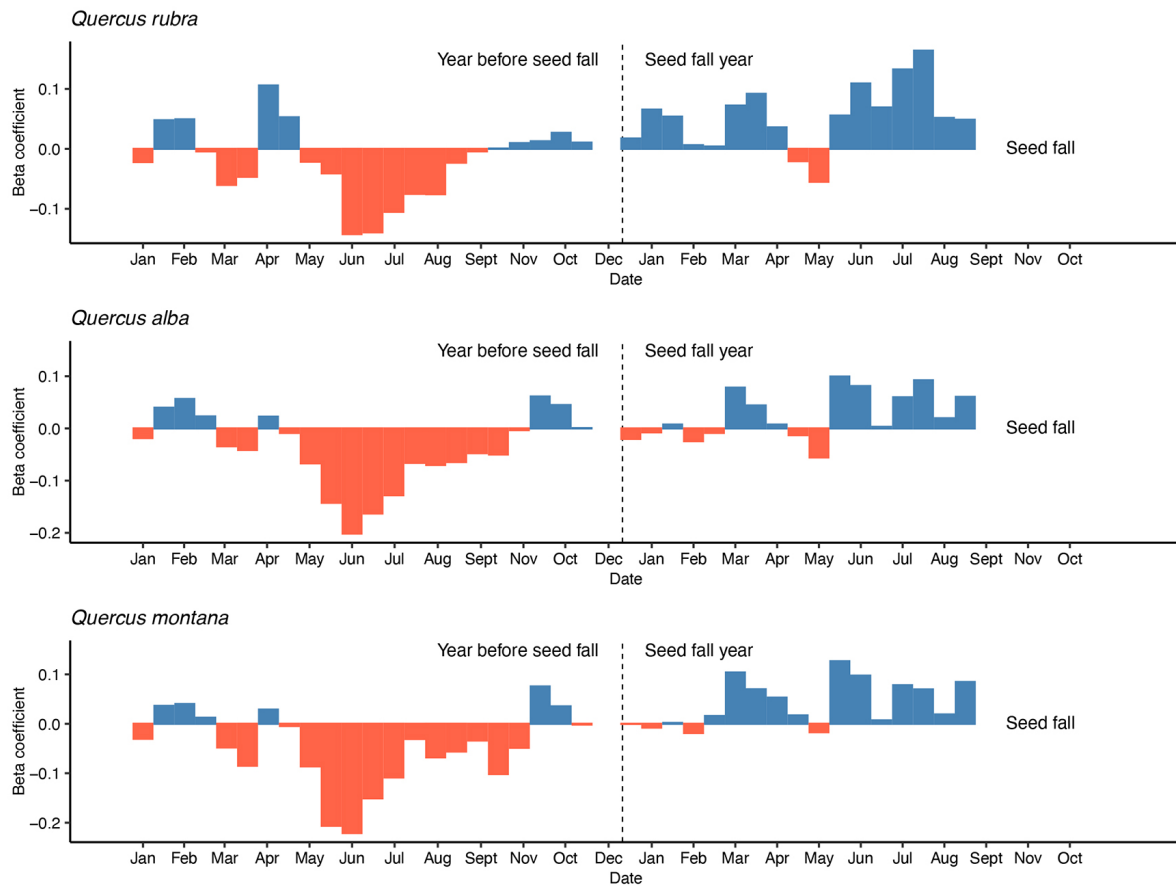 Quercus rubra
Year before seed fall
Seed fall year
Beta coefficient
0.1
0.0
−0.1
Seed fall
Jan Feb Mar Apr May Jun Jul Aug Sept Nov Oct Dec Jan Feb Mar Apr May Jun Jul Aug Sept Nov Oct
Date
Quercus alba
Year before seed fall
Seed fall year
Beta coefficient
0.1
0.0
−0.1
−0.2
Seed fall
Jan Feb Mar Apr May Jun Jul Aug Sept Nov Oct Dec Jan Feb Mar Apr May Jun Jul Aug Sept Nov Oct
Date
Quercus montana
Year before seed fall
Seed fall year
Beta coefficient
0.1
0.0
−0.1
−0.2
Seed fall
Jan Feb Mar Apr May Jun Jul Aug Sept Nov Oct Dec Jan Feb Mar Apr May Jun Jul Aug Sept Nov Oct
Date